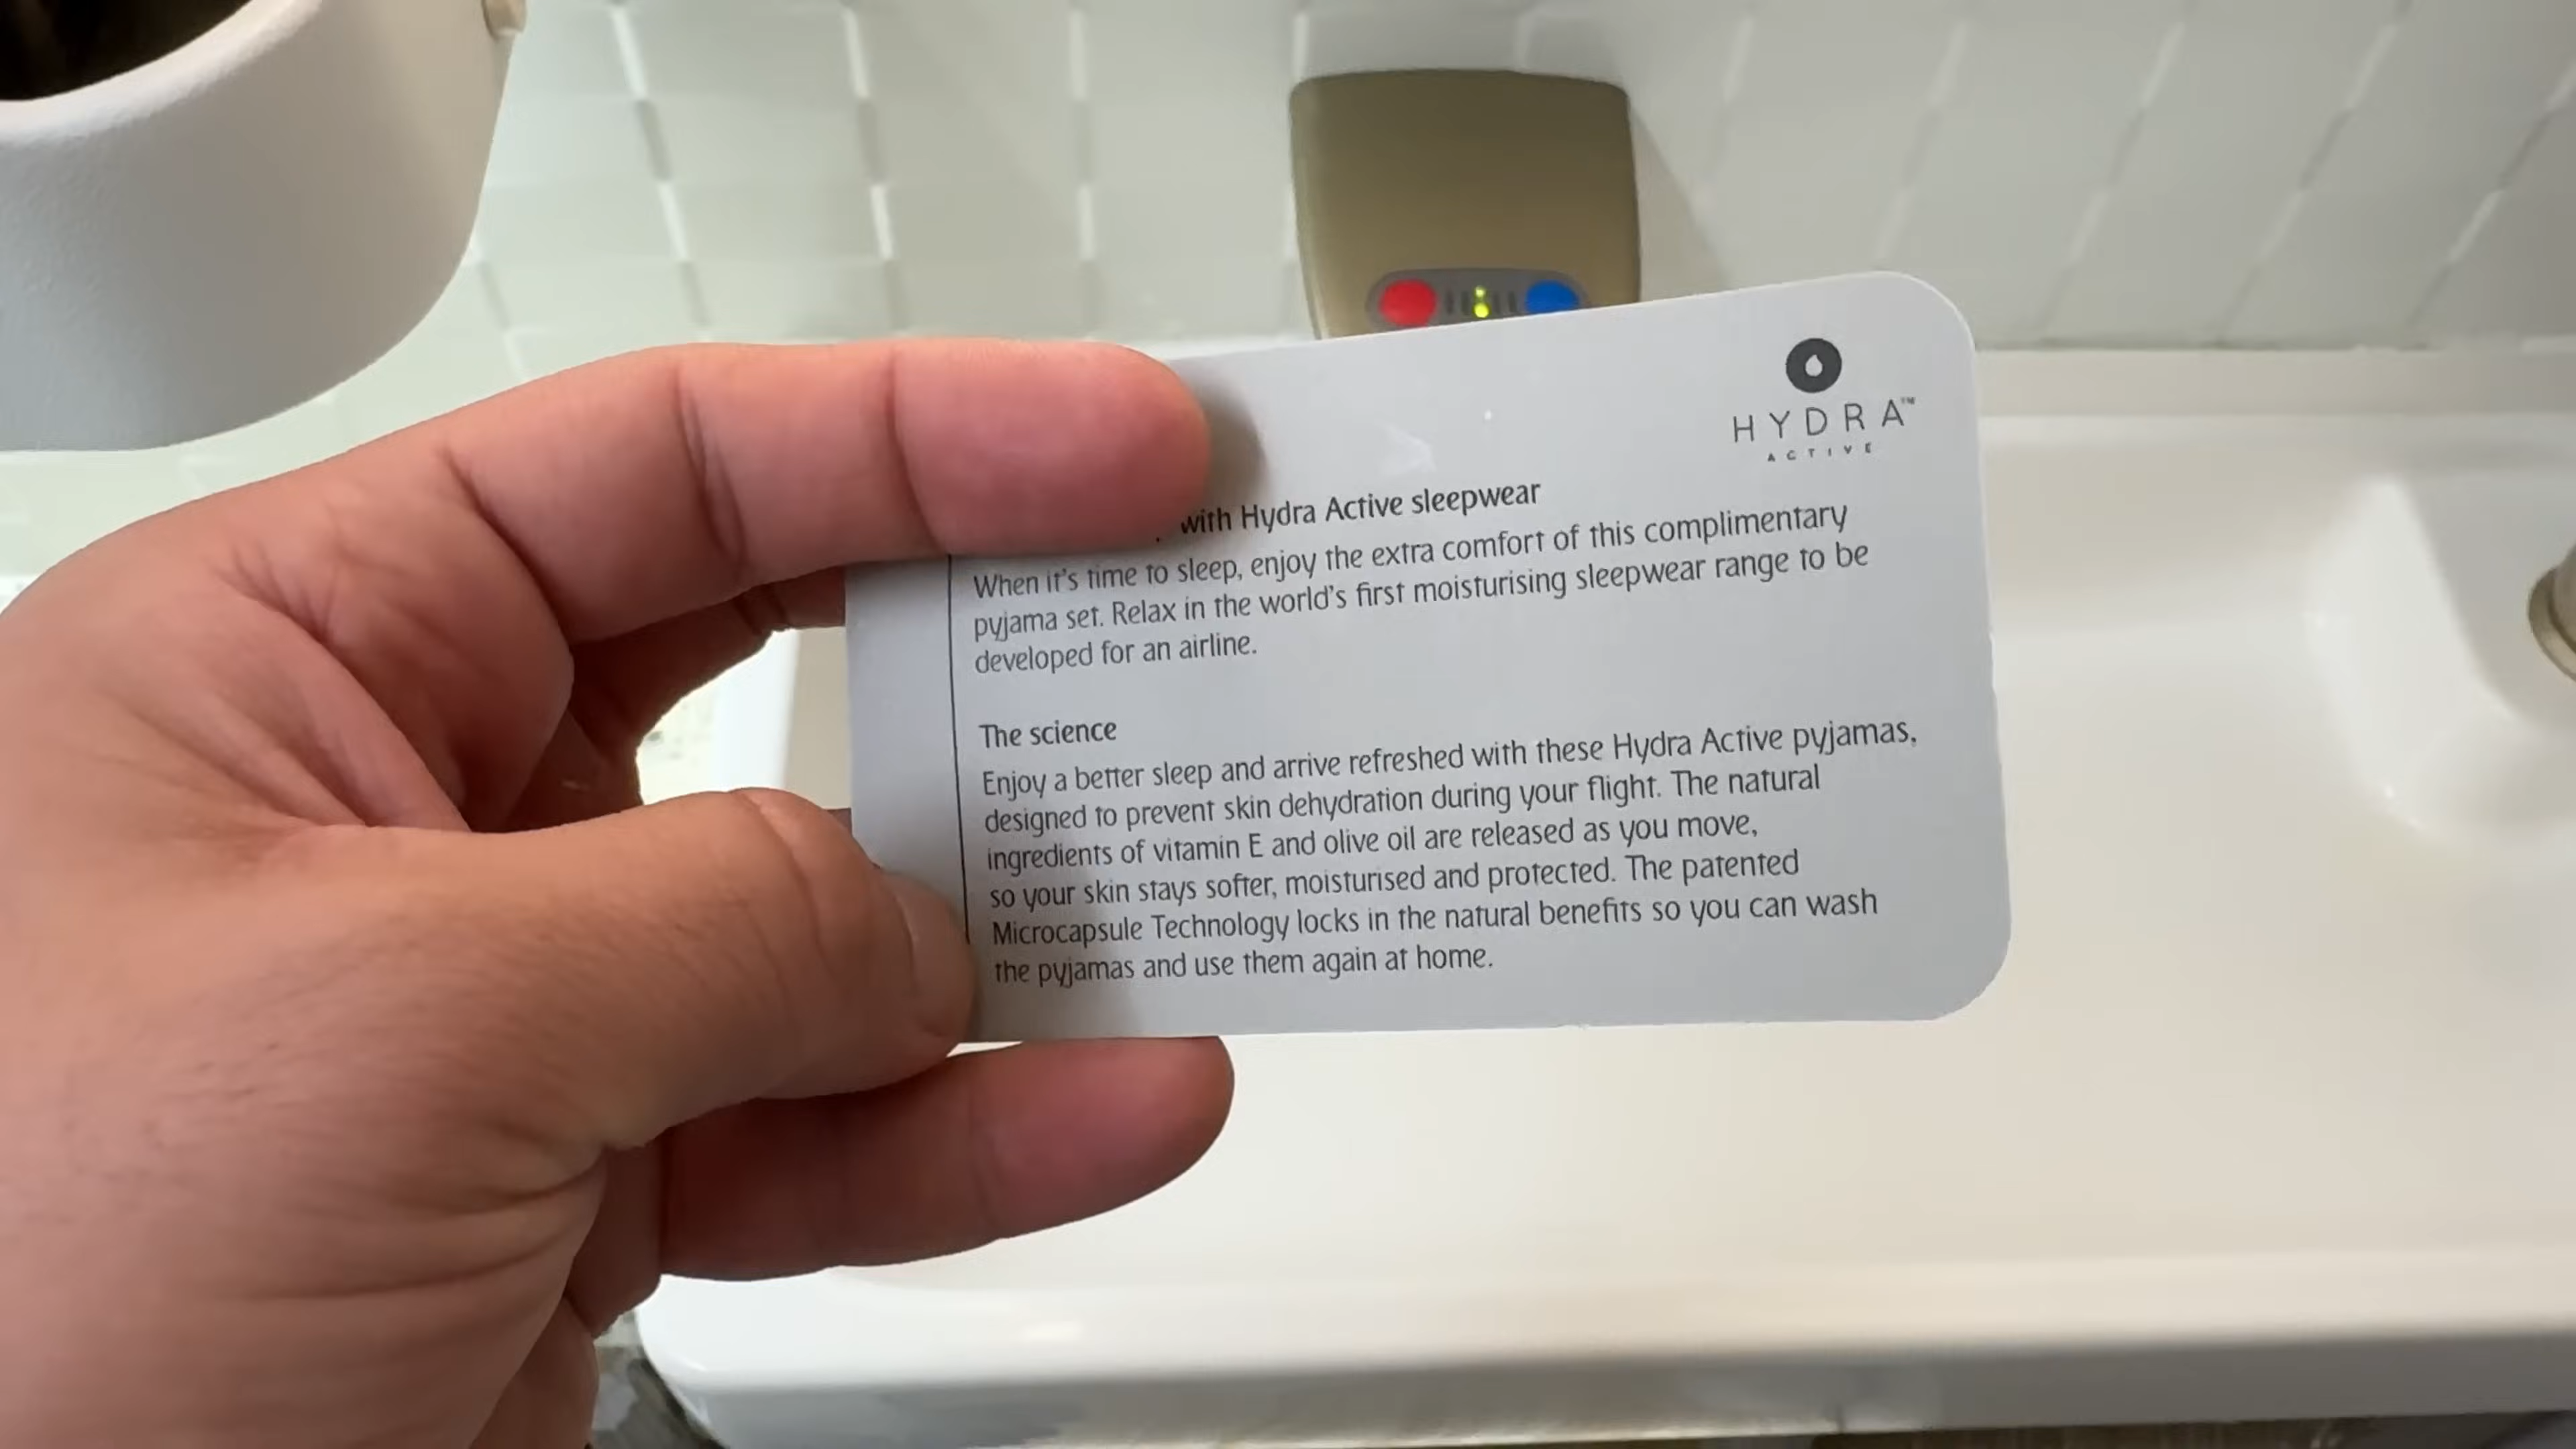 HYDRA™
ACTIVE
with Hydra Active sleepwear
When it's time to sleep, enjoy the extra comfort of this complimentary
pyjama set. Relax in the world's first moisturising sleepwear range to be
developed for an airline.
The science
Enjoy a better sleep and arrive refreshed with these Hydra Active pyjamas,
designed to prevent skin dehydration during your flight. The natural
ingredients of vitamin E and olive oil are released as you move,
so your skin stays softer, moisturised and protected. The patented
Microcapsule Technology locks in the natural benefits so you can wash
the pyjamas and use them again at home.